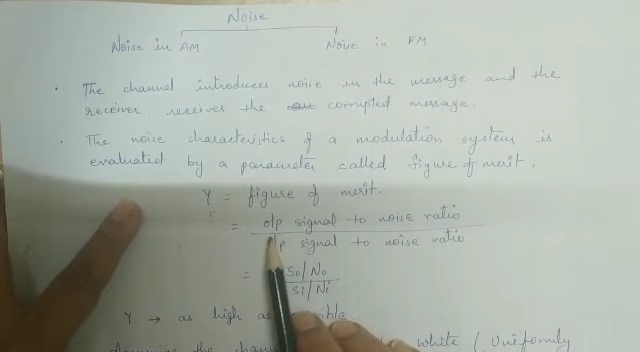 Noise
Noise in AM Noise in FM
• The channel introduces noise in the message and the
receiver receives the corrupted message.
• The noise characteristics of a modulation system is
evaluated by a parameter called figure of merit.
γ = figure of merit.
= o/p signal to noise ratio
signal to noise ratio
= So/No
Si/Ni
γ → as high as
the white (Uniformly